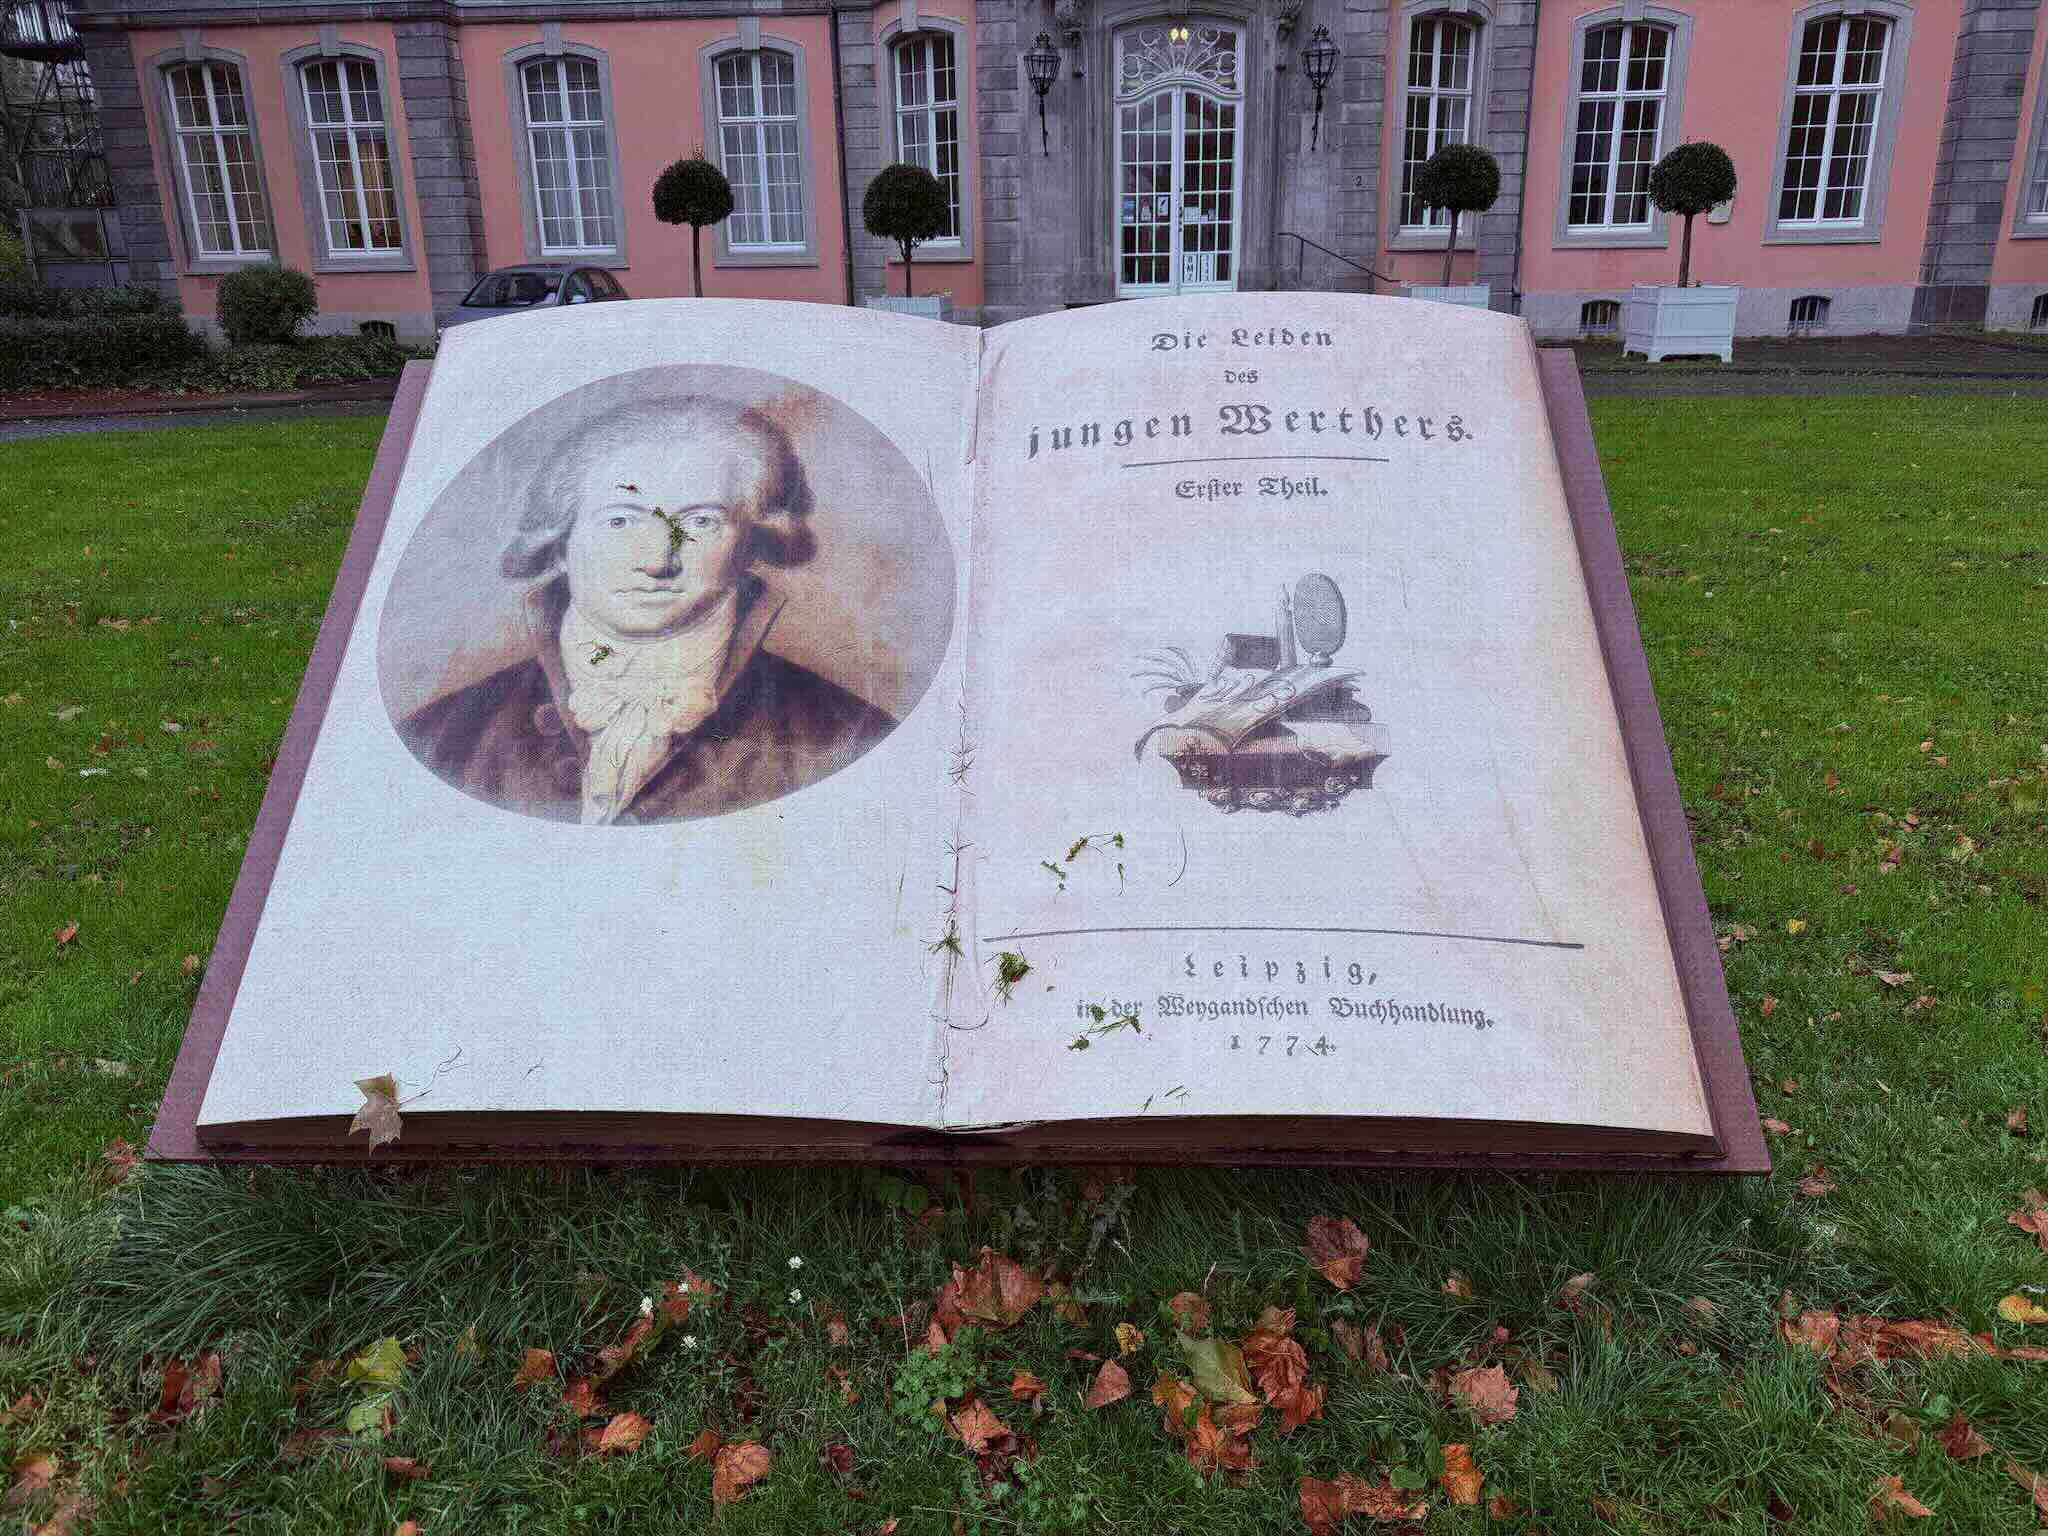 Die Leiden
des
jungen Werthers.
Erster Theil.
Leipzig,
in der Weygandschen Buchhandlung.
1774.